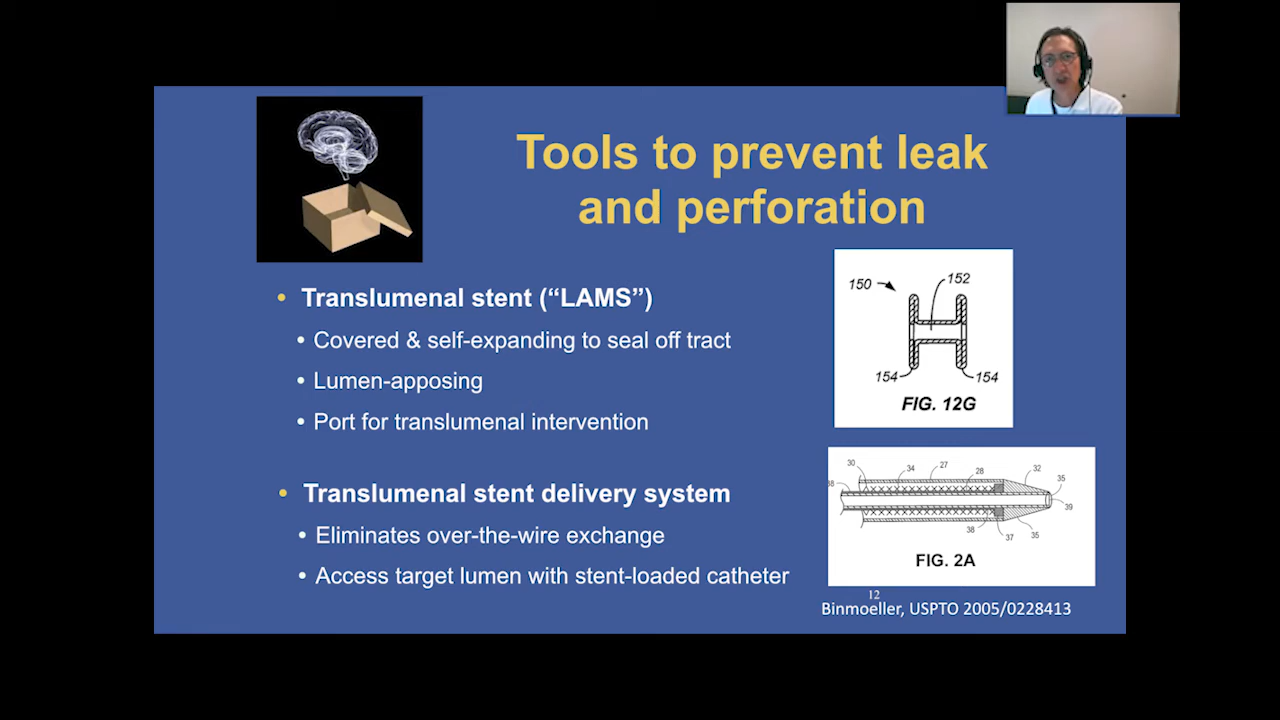 Tools to prevent leak
and perforation
• Translumenal stent (“LAMS”)
• Covered & self-expanding to seal off tract
• Lumen-apposing
• Port for translumenal intervention
150
152
154
154
FIG. 12G
• Translumenal stent delivery system
• Eliminates over-the-wire exchange
• Access target lumen with stent-loaded catheter
30
34
27
28
32
35
38
39
38
37
35
FIG. 2A
12
Binmoeller, USPTO 2005/0228413